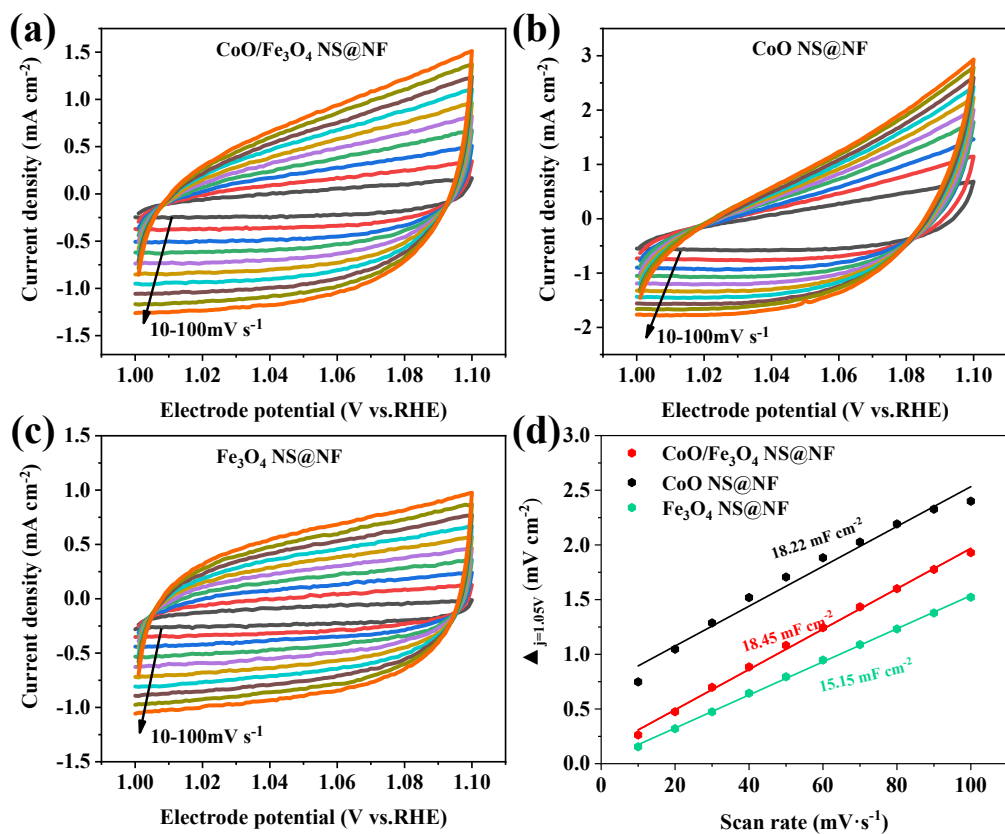 (a)
CoO/Fe₃O₄ NS@NF
Current density (mA cm⁻²)
1.5
1.0
0.5
0.0
-0.5
-1.0
-1.5
10-100mV s⁻¹
1.00 1.02 1.04 1.06 1.08 1.10
Electrode potential (V vs.RHE)
(b)
CoO NS@NF
Current density (mA cm⁻²)
3
2
1
0
-1
-2
10-100mV s⁻¹
1.00 1.02 1.04 1.06 1.08 1.10
Electrode potential (V vs.RHE)
(c)
Fe₃O₄ NS@NF
Current density (mA cm⁻²)
1.5
1.0
0.5
0.0
-0.5
-1.0
-1.5
10-100mV s⁻¹
1.00 1.02 1.04 1.06 1.08 1.10
Electrode potential (V vs.RHE)
(d)
CoO/Fe₃O₄ NS@NF
CoO NS@NF
Fe₃O₄ NS@NF
▲j=1.05V (mV cm⁻²)
3.0
2.5
2.0
1.5
1.0
0.5
0.0
18.22 mF cm⁻²
18.45 mF cm⁻²
15.15 mF cm⁻²
0 20 40 60 80 100
Scan rate (mV·s⁻¹)